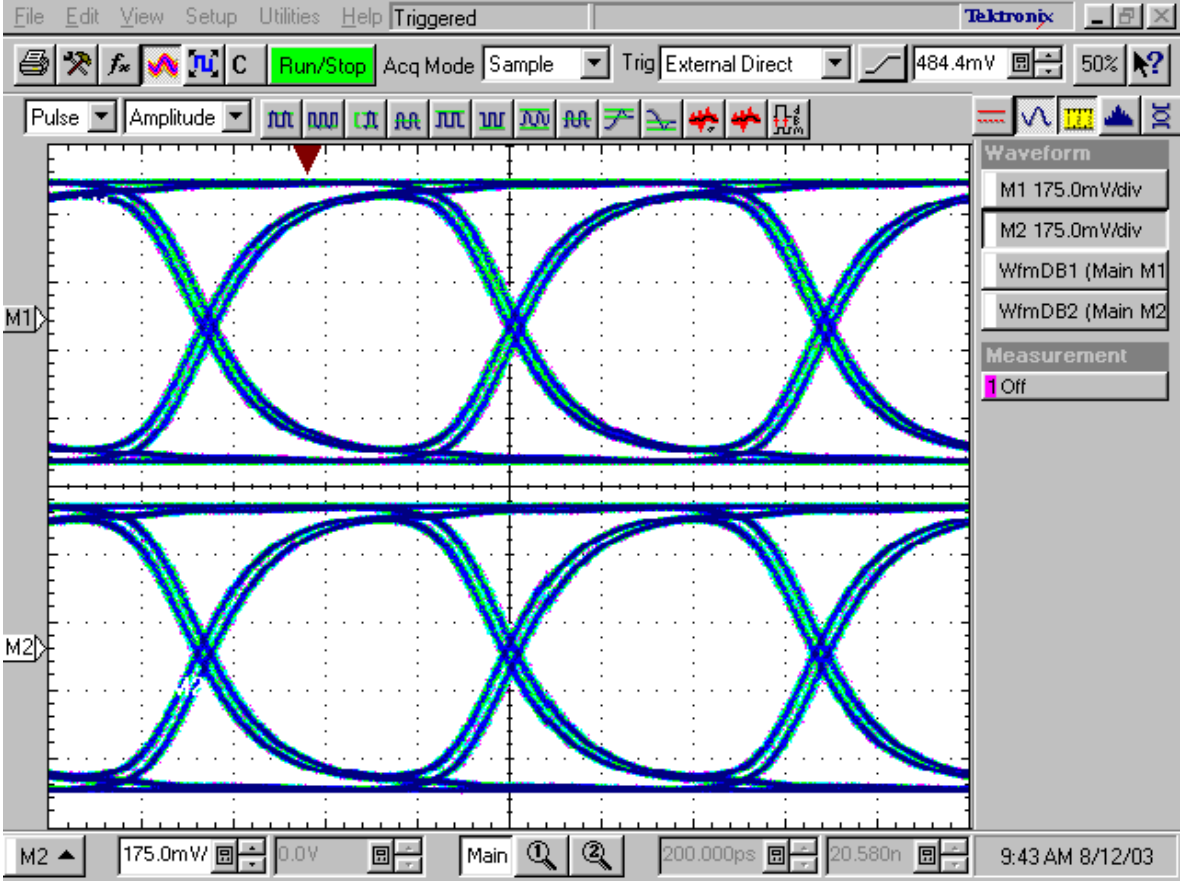 File Edit View Setup Utilities Help Triggered Tektronix
C Run/Stop Acq Mode Sample Trig External Direct 484.4mV 50% ?
Pulse Amplitude
Waveform
M1 175.0mV/div
M2 175.0mV/div
WfmDB1 (Main M1
WfmDB2 (Main M2
Measurement
1 Off
M1
M2
M2 175.0mV/ 0.0V Main 1 2 200.000ps 20.580n 9:43 AM 8/12/03